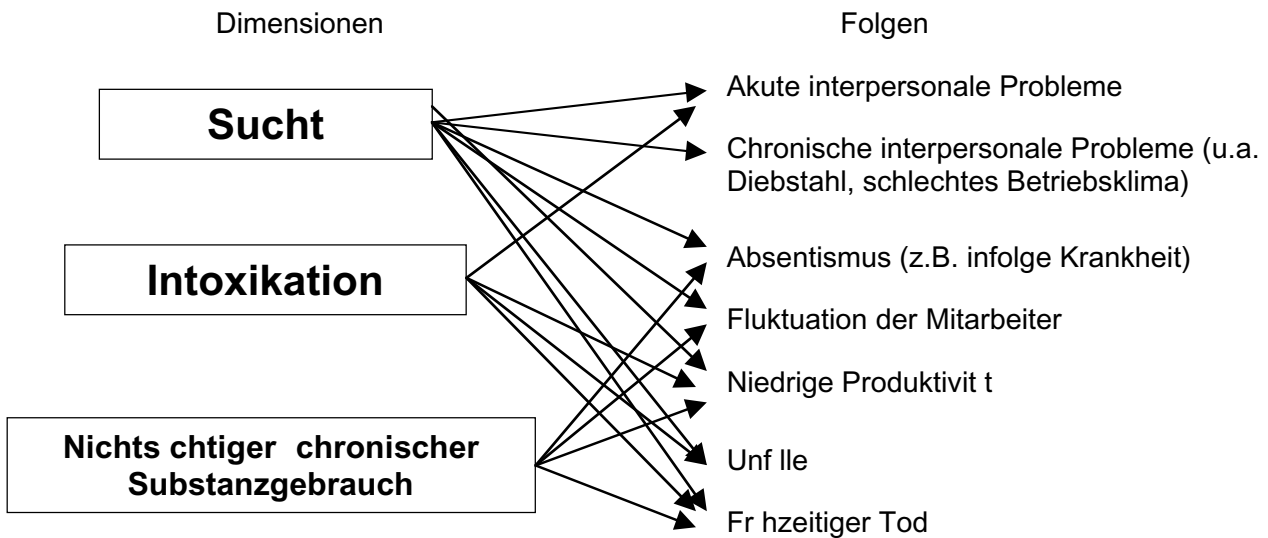 Dimensionen
Folgen
Sucht
Intoxikation
Nichts chtiger chronischer
Substanzgebrauch
Akute interpersonale Probleme
Chronische interpersonale Probleme (u.a.
Diebstahl, schlechtes Betriebsklima)
Absentismus (z.B. infolge Krankheit)
Fluktuation der Mitarbeiter
Niedrige Produktivit t
Unf lle
Fr hzeitiger Tod